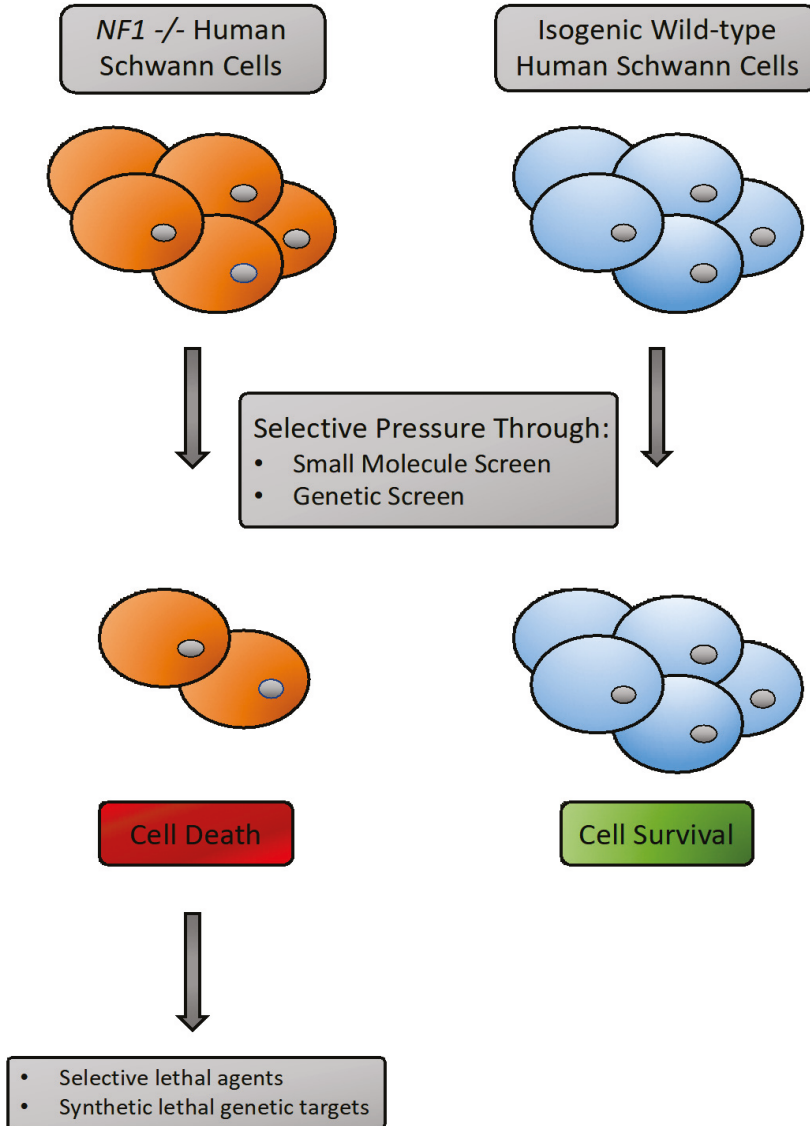 NF1 -/- Human
Schwann Cells
Isogenic Wild-type
Human Schwann Cells
Selective Pressure Through:
• Small Molecule Screen
• Genetic Screen
Cell Death
Cell Survival
• Selective lethal agents
• Synthetic lethal genetic targets